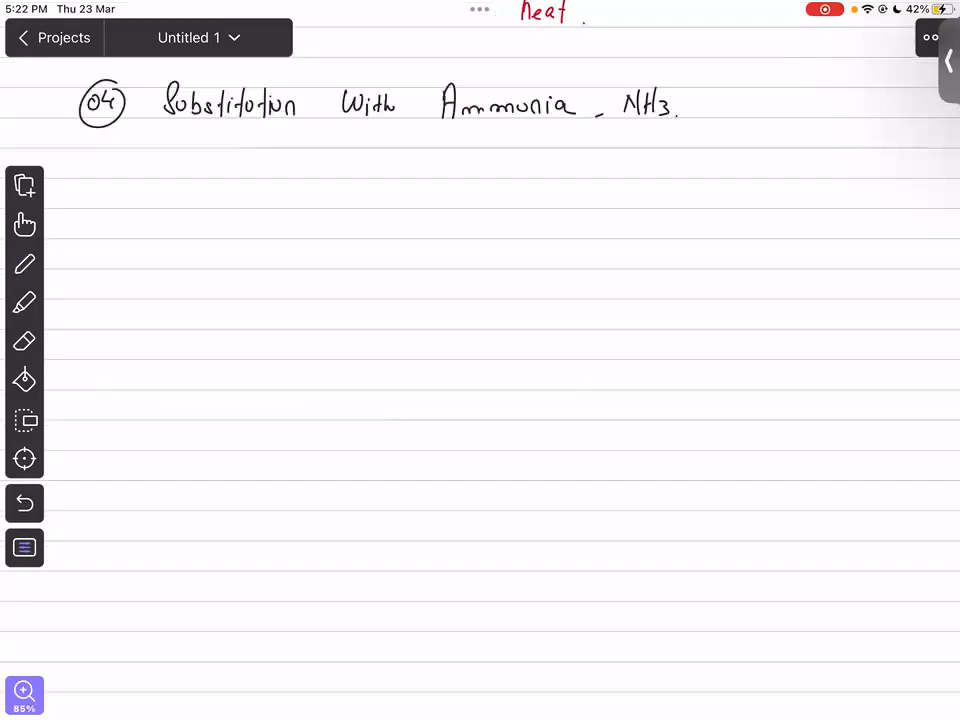 5:22 PM Thu 23 Mar
42%
heat.
Projects
Untitled 1
04 Substitution With Ammonia - NH3.
85%